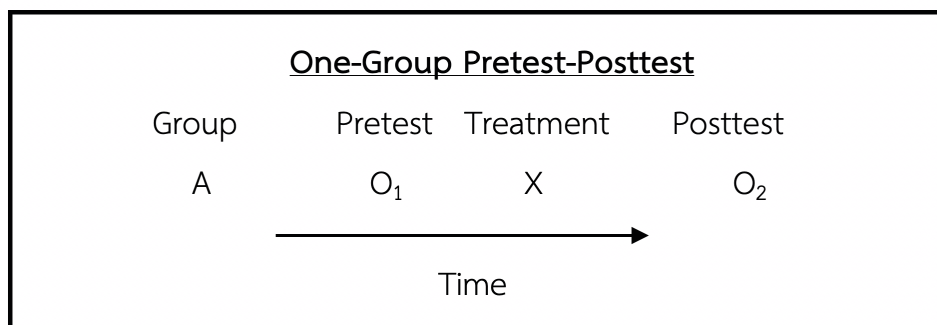 One-Group Pretest-Posttest
Group Pretest Treatment Posttest
A O₁ X O₂
Time